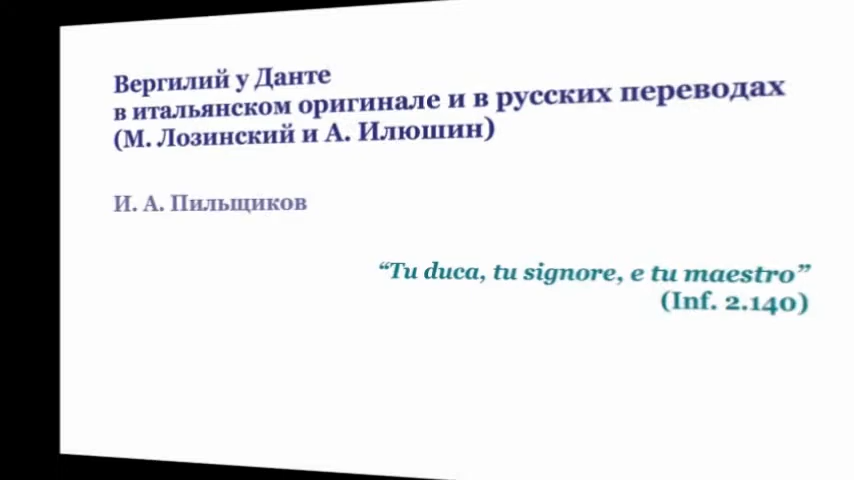 Вергилий у Данте
в итальянском оригинале и в русских переводах
(М. Лозинский и А. Илюшин)
И. А. Пильщиков
“Tu duca, tu signore, e tu maestro”
(Inf. 2.140)